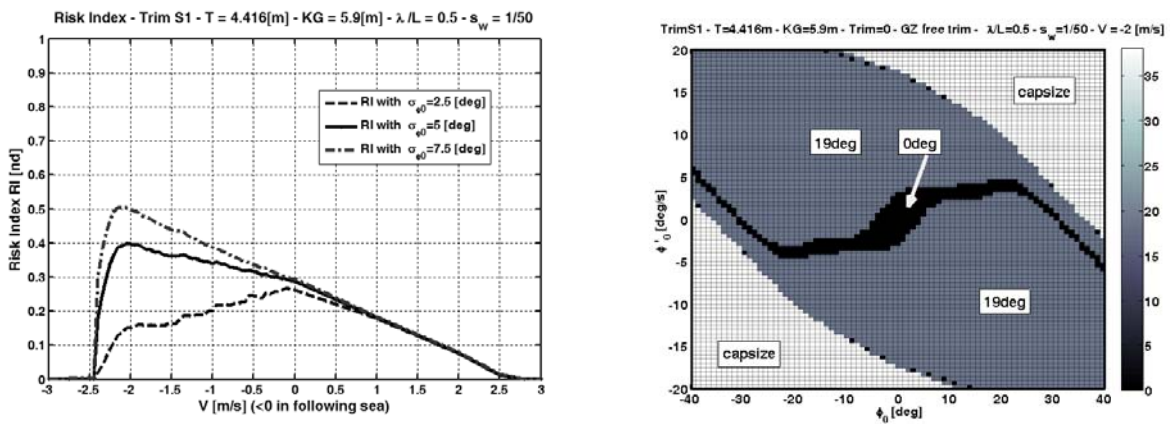 Risk Index - Trim S1 - T = 4.416[m] - KG = 5.9[m] - λ /L = 0.5 - s_w = 1/50
Risk Index RI [nd]
1
0.9
0.8
0.7
0.6
0.5
0.4
0.3
0.2
0.1
0
RI with σ_φ0=2.5 [deg]
RI with σ_φ0=5 [deg]
RI with σ_φ0=7.5 [deg]
-3 -2.5 -2 -1.5 -1 -0.5 0 0.5 1 1.5 2 2.5 3
V [m/s] (<0 in following sea)
TrimS1 - T=4.416m - KG=5.9m - Trim=0 - GZ free trim - λ/L=0.5 - s_w=1/50 - V = -2 [m/s]
ϕ'_0 [deg/s]
20
15
10
5
0
-5
-10
-15
-20
capsize
19deg
0deg
19deg
capsize
-40 -30 -20 -10 0 10 20 30 40
ϕ_0 [deg]
35
30
25
20
15
10
5
0